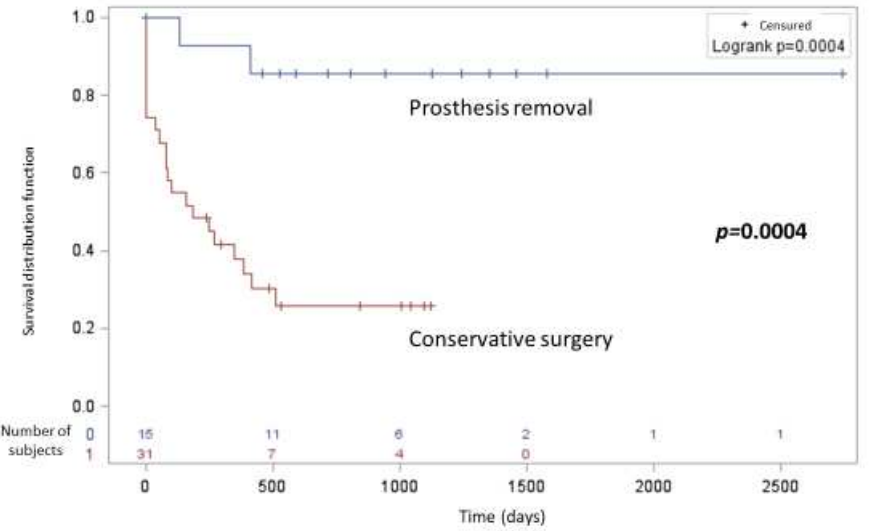 1.0
0.8
0.6
0.4
0.2
0.0
Survival distribution function
+ Censured
Logrank p=0.0004
Prosthesis removal
p=0.0004
Conservative surgery
Number of
subjects
0 15 11 6 2 1 1
1 31 7 4 0
0 500 1000 1500 2000 2500
Time (days)